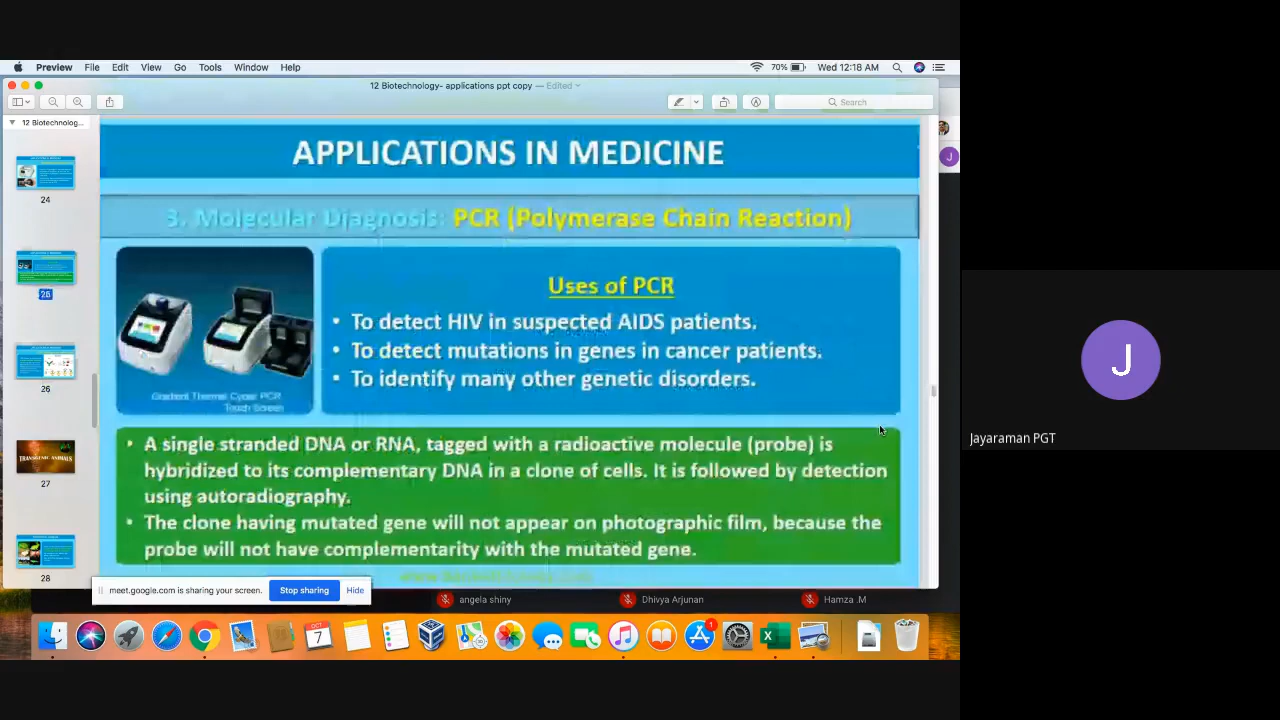 Preview File Edit View Go Tools Window Help 70% Wed 12:18 AM
12 Biotechnology- applications ppt copy — Edited
Search
12 Biotechnolog...
24
25
26
27
28
TRANSGENIC ANIMALS
APPLICATIONS IN MEDICINE
3. Molecular Diagnosis: PCR (Polymerase Chain Reaction)
Gradient Thermal Cycler PCR
Touch Screen
Uses of PCR
• To detect HIV in suspected AIDS patients.
• To detect mutations in genes in cancer patients.
• To identify many other genetic disorders.
• A single stranded DNA or RNA, tagged with a radioactive molecule (probe) is
hybridized to its complementary DNA in a clone of cells. It is followed by detection
using autoradiography.
• The clone having mutated gene will not appear on photographic film, because the
probe will not have complementarity with the mutated gene.
meet.google.com is sharing your screen. Stop sharing Hide
angela shiny Dhivya Arjunan Hamza .M
OCT
7
1
J
J
Jayaraman PGT